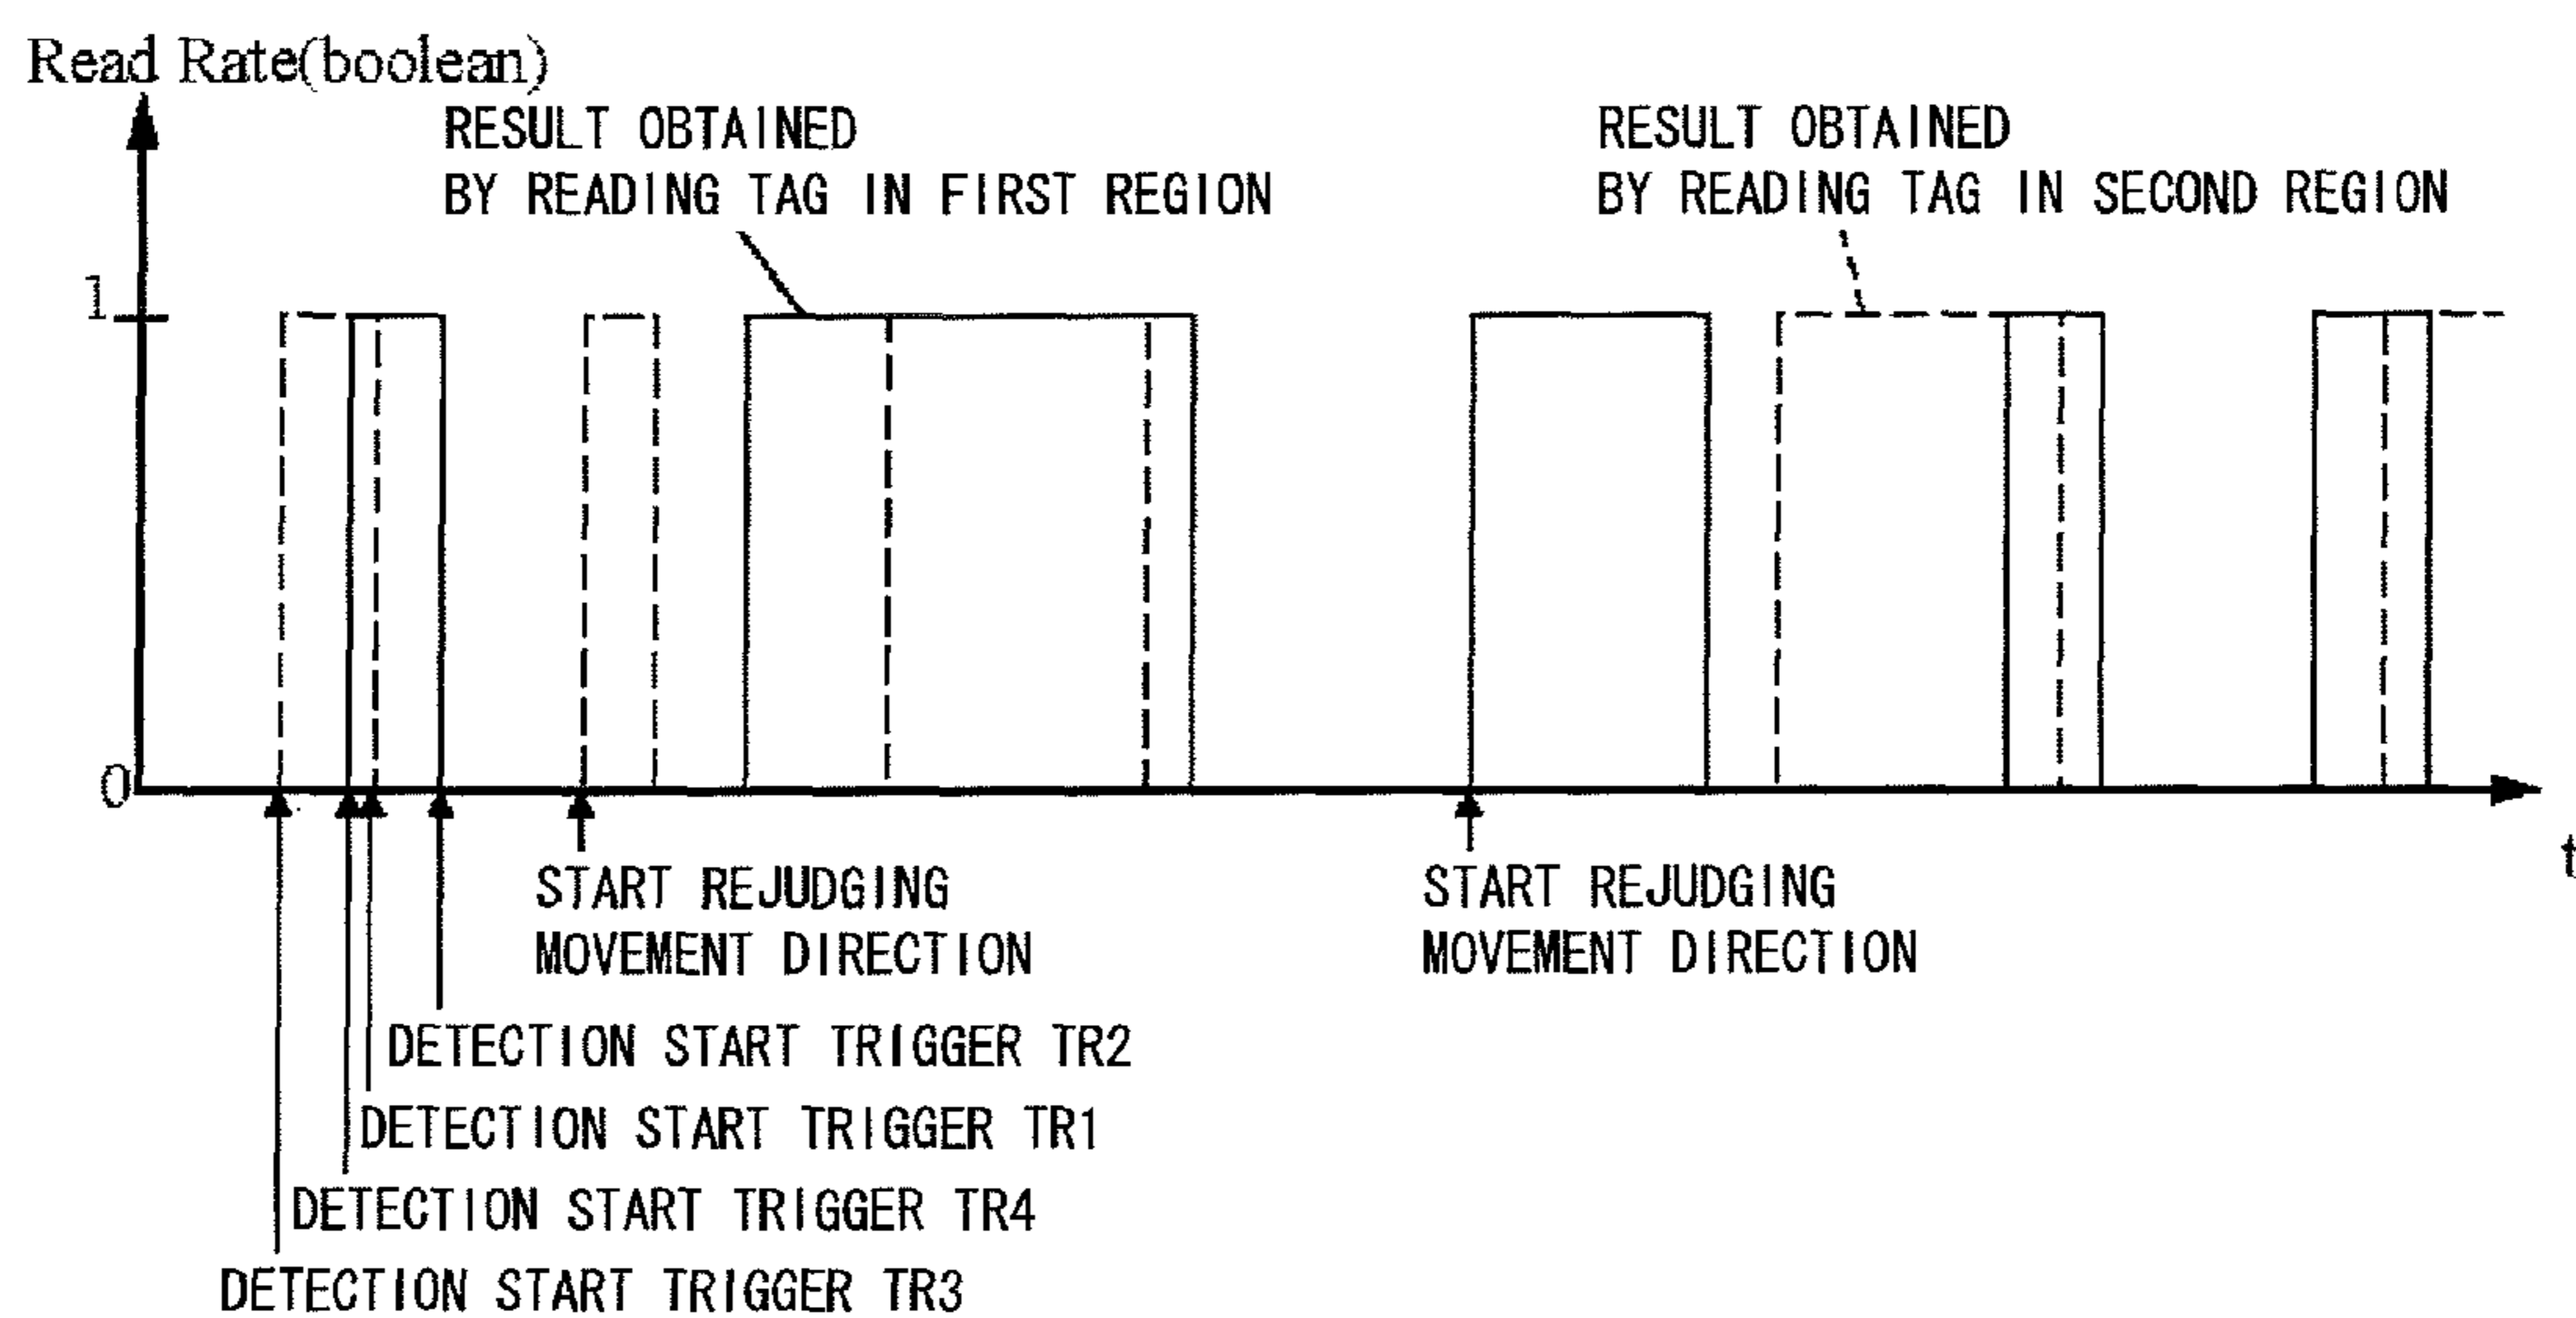 Read Rate(boolean)
RESULT OBTAINED
BY READING TAG IN FIRST REGION
RESULT OBTAINED
BY READING TAG IN SECOND REGION
1
0
t
START REJUDGING
MOVEMENT DIRECTION
START REJUDGING
MOVEMENT DIRECTION
DETECTION START TRIGGER TR2
DETECTION START TRIGGER TR1
DETECTION START TRIGGER TR4
DETECTION START TRIGGER TR3